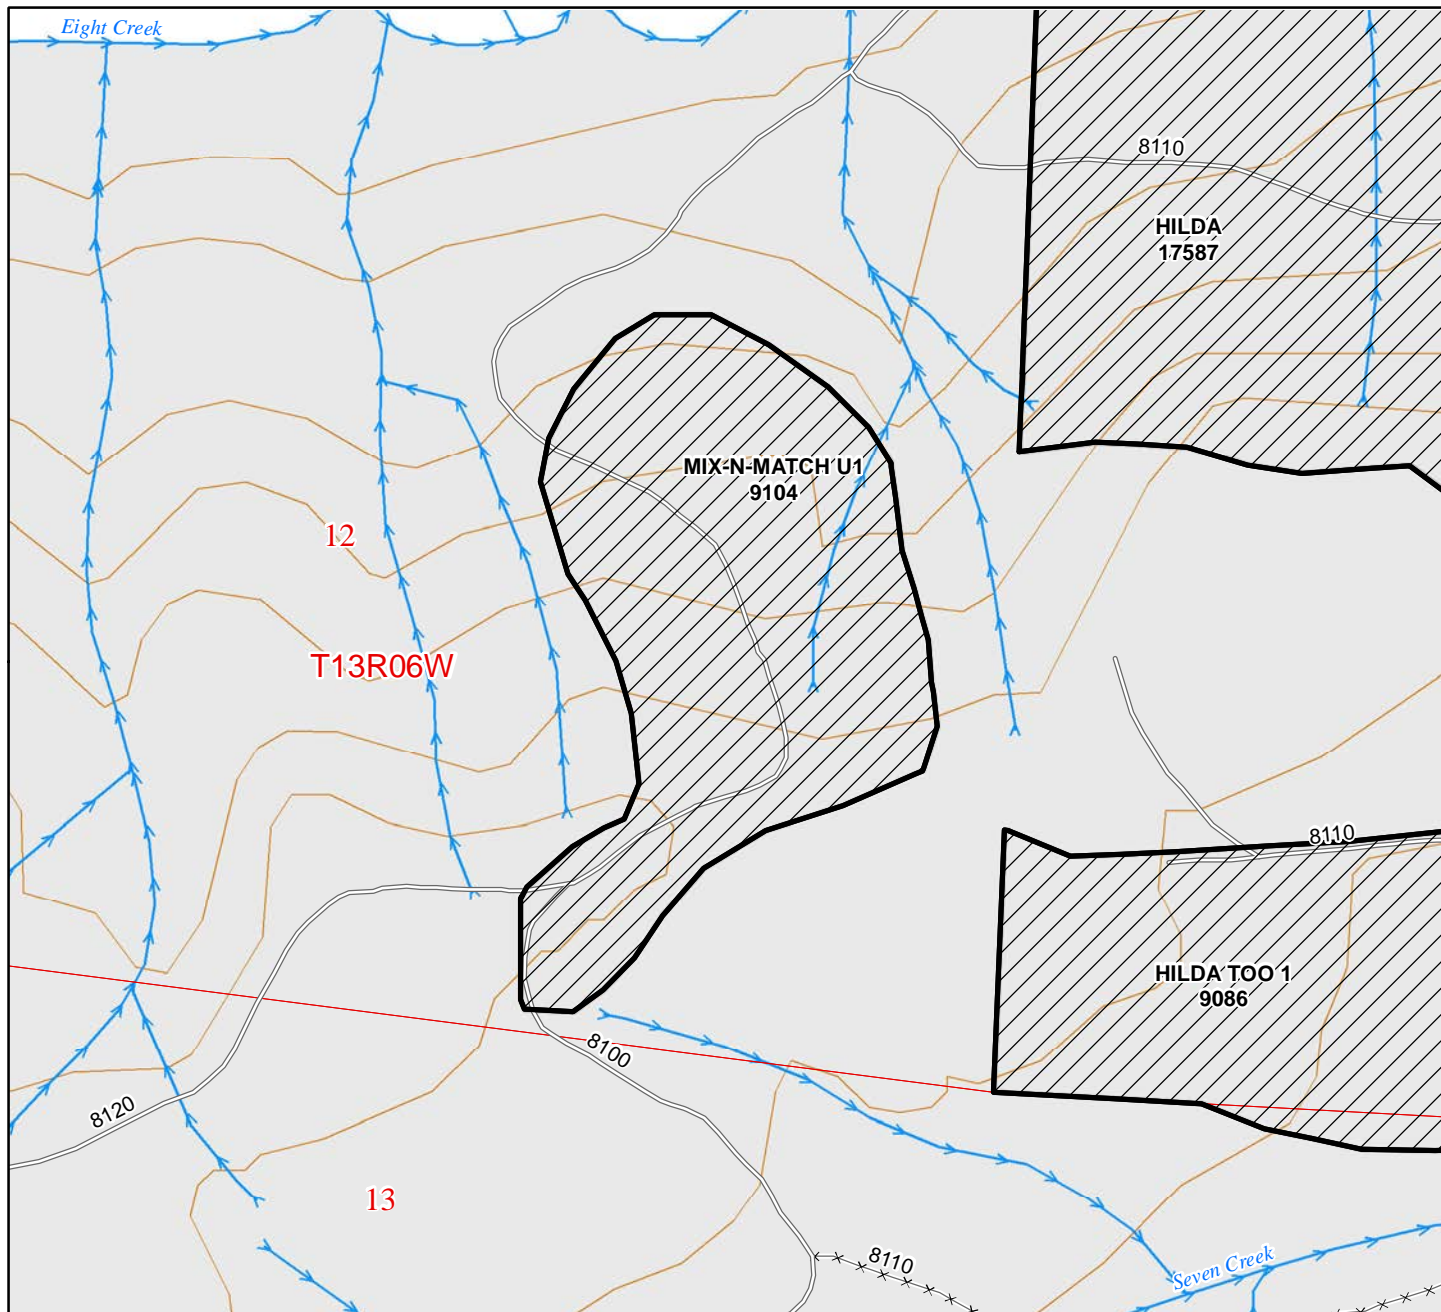 Eight Creek
8110
HILDA
17587
MIX-N-MATCH U1
9104
12
T13R06W
8110
HILDA TOO 1
9086
8100
8120
13
8110
Seven Creek